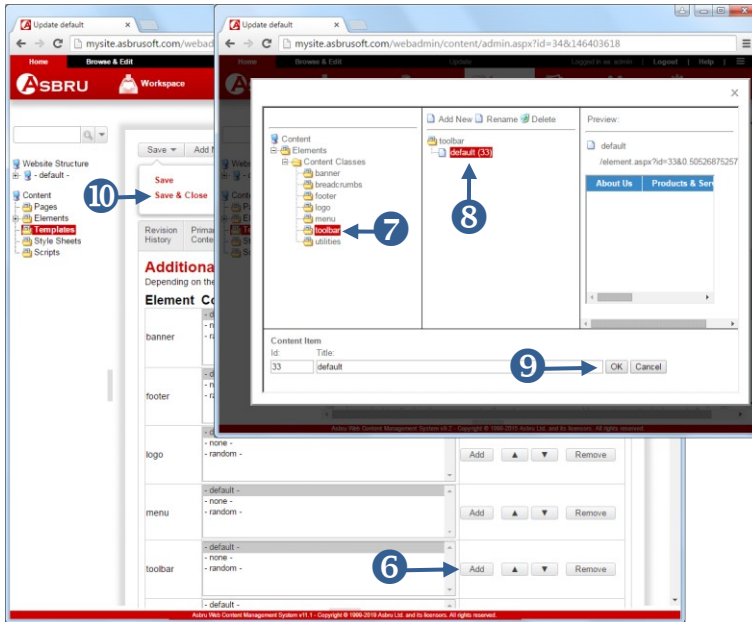 Update default
mysite.asbrusoft.com/webad
Home Browse & Edit
ASBRU Workspace
Website Structure
- default -
Content
Pages
Elements
Templates
Style Sheets
Scripts
Save Add
Save
Save & Close
10
Revision History
Additiona
Depending on the
Element
banner
footer
logo
- none -
- random -
Add ▲ ▼ Remove
menu
- default -
- none -
- random -
Add ▲ ▼ Remove
toolbar
- default -
- none -
- random -
6
Add ▲ ▼ Remove
- default -
Asbru Web Content Management System v11.1 - Copyright © 1999-2019 Asbru Ltd. and its licensors. All rights reserved.
Update default
mysite.asbrusoft.com/webadmin/content/admin.aspx?id=34&146403618
Home Browse & Edit Update Logged in as: admin | Logout | Help
X
Content
Elements
Content Classes
banner
breadcrumbs
footer
logo
menu
toolbar
utilities
7
Add New Rename Delete
toolbar
default (33)
8
Preview:
default
/element.aspx?id=33&0.50526875257
About Us Products & Ser
Content Item
Id: Title:
33 default
9
OK Cancel